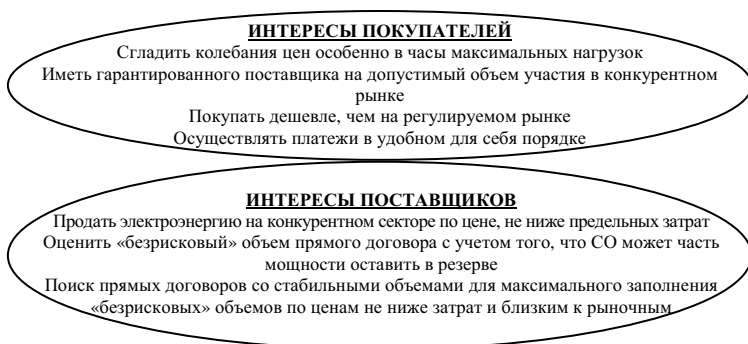 ИНТЕРЕСЫ ПОКУПАТЕЛЕЙ
Сгладить колебания цен особенно в часы максимальных нагрузок
Иметь гарантированного поставщика на допустимый объем участия в конкурентном
рынке
Покупать дешевле, чем на регулируемом рынке
Осуществлять платежи в удобном для себя порядке
ИНТЕРЕСЫ ПОСТАВЩИКОВ
Продать электроэнергию на конкурентном секторе по цене, не ниже предельных затрат
Оценить «безрисковый» объем прямого договора с учетом того, что СО может часть
мощности оставить в резерве
Поиск прямых договоров со стабильными объемами для максимального заполнения
«безрисковых» объемов по ценам не ниже затрат и близким к рыночным